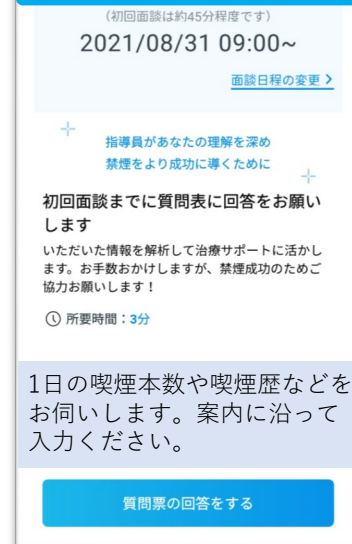 (初回面談は約45分程度です)
2021/08/31 09:00~
面談日程の変更 >
指導員があなたの理解を深め
禁煙をより成功に導くために
初回面談までに質問表に回答をお願い
します
いただいた情報を解析して治療サポートに活かし
ます。お手数おかけしますが、禁煙成功のためご
協力お願いします！
所要時間：3分
1日の喫煙本数や喫煙歴などを
お伺いします。案内に沿って
入力ください。
質問票の回答をする